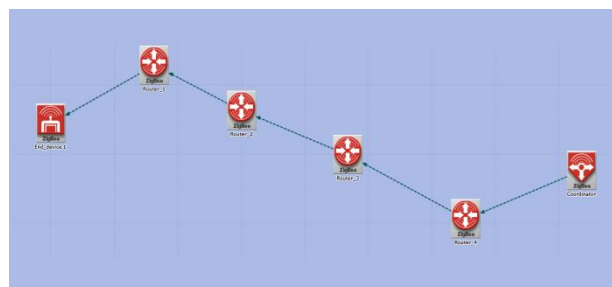 ZigBee
Router_1
ZigBee
Router_2
ZigBee
End_device 1
ZigBee
Router_3
ZigBee
Coordinator
ZigBee
Router_4